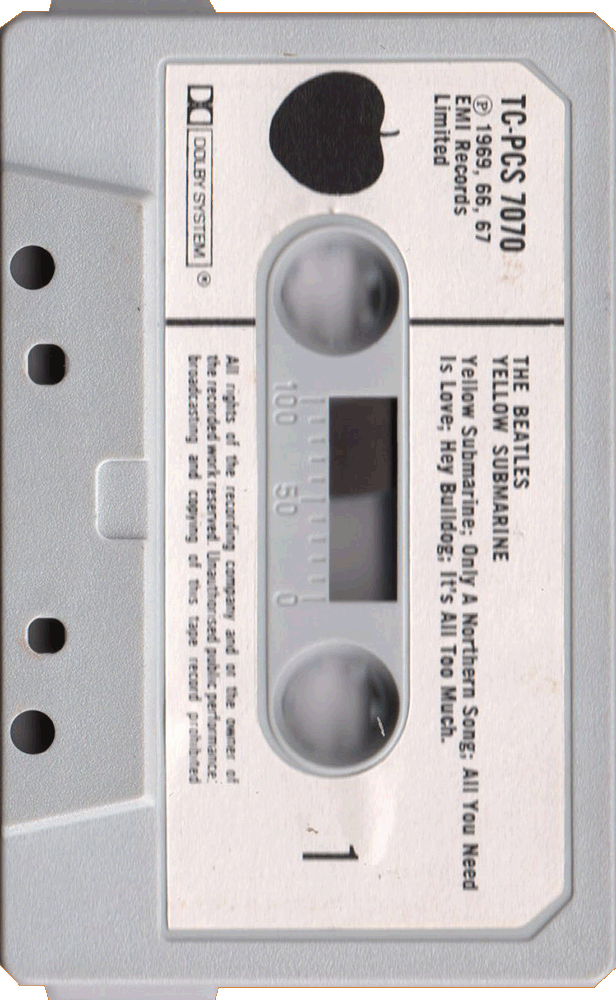 TC-PCS 7070
Ⓟ 1969, 66, 67
EMI Records
Limited
THE BEATLES
YELLOW SUBMARINE
Yellow Submarine; Only A Northern Song; All You Need
Is Love; Hey Bulldog; It's All Too Much.
DOLBY SYSTEM ®
100 50 0
1
All rights of the recording company and or the owner of
the recorded work reserved. Unauthorised public performance;
broadcasting and copying of this tape record prohibited